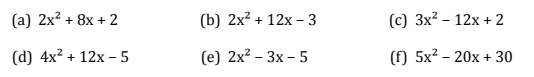 (a) 2x² + 8x + 2 (b) 2x² + 12x – 3 (c) 3x² – 12x + 2
(d) 4x² + 12x – 5 (e) 2x² – 3x – 5 (f) 5x² – 20x + 30